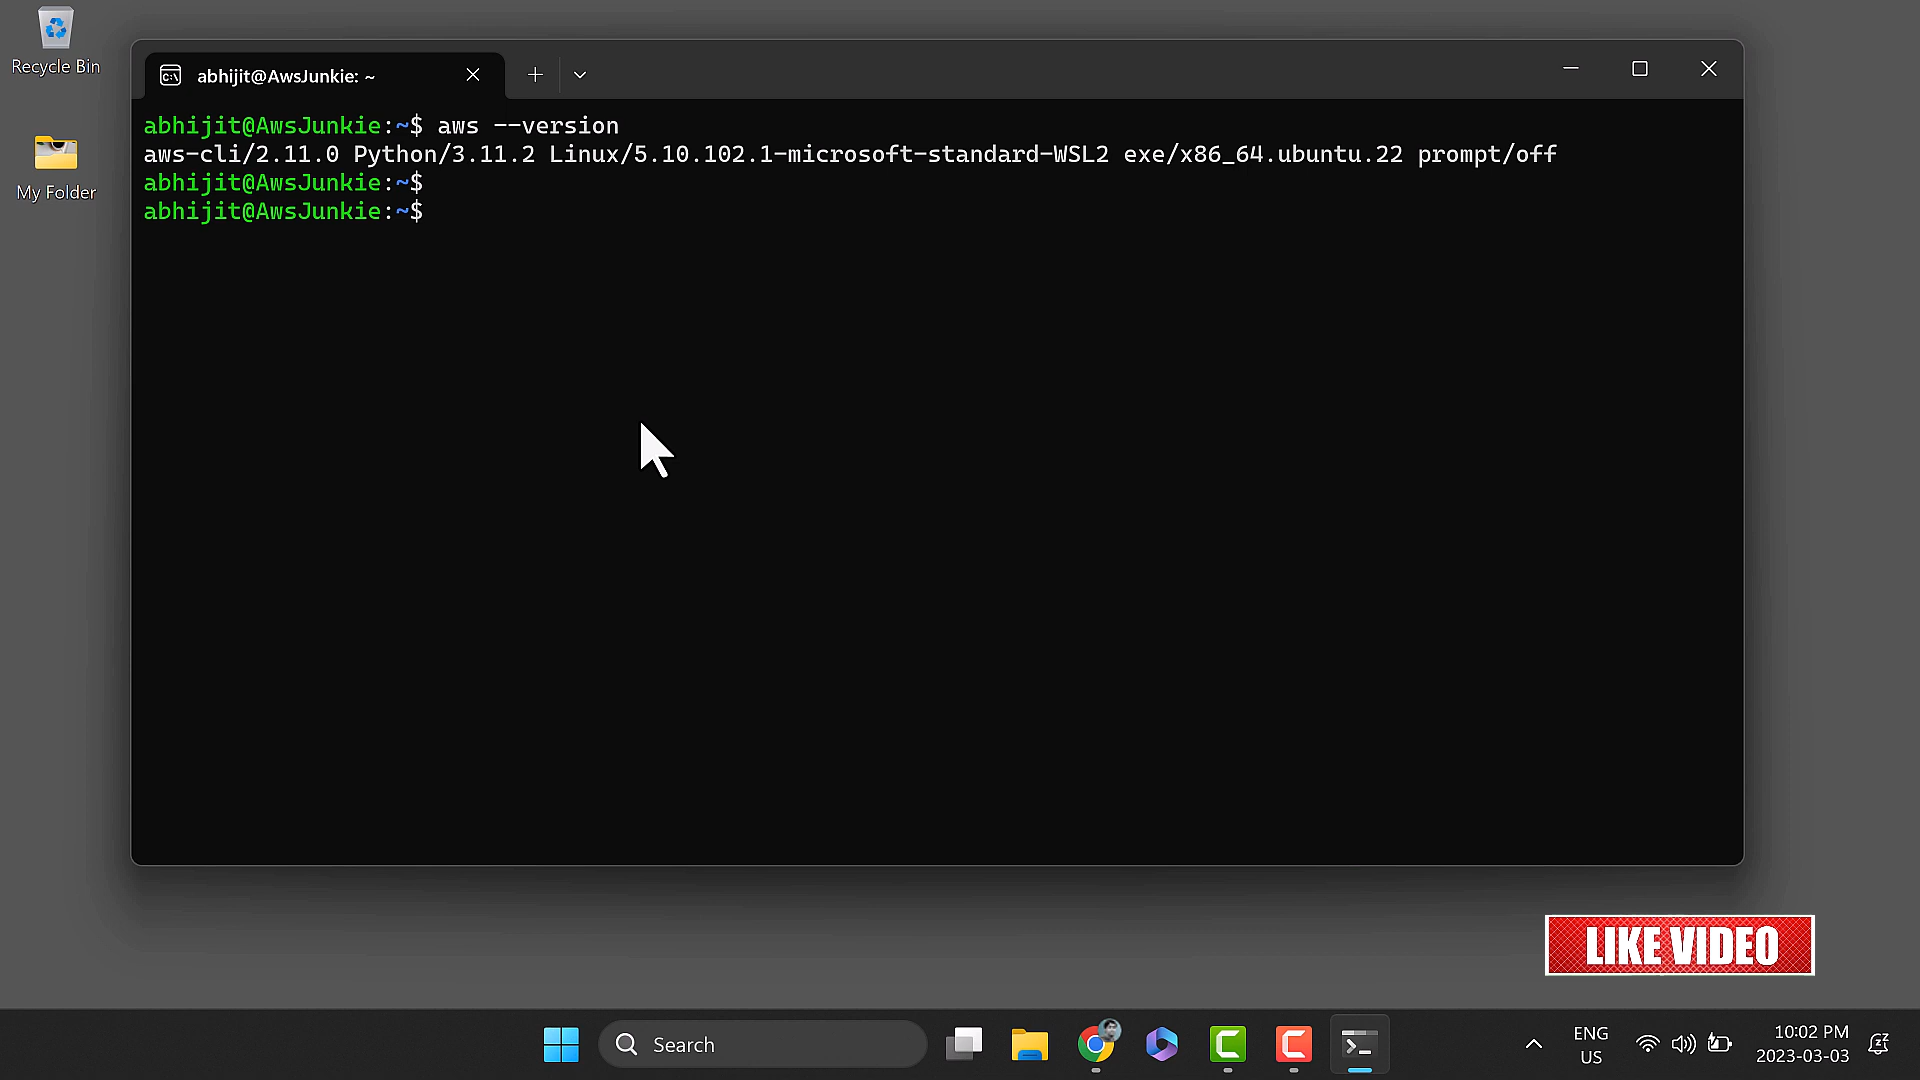 Recycle Bin
My Folder
abhijit@AwsJunkie: ~
abhijit@AwsJunkie:~$ aws --version
aws-cli/2.11.0 Python/3.11.2 Linux/5.10.102.1-microsoft-standard-WSL2 exe/x86_64.ubuntu.22 prompt/off
abhijit@AwsJunkie:~$
abhijit@AwsJunkie:~$
LIKE VIDEO
Search
ENG
US
10:02 PM
2023-03-03